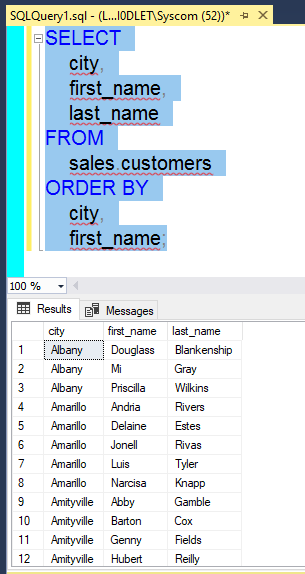 SQLQuery1.sql - (L...I0DLET\Syscom (52))*
SELECT
city,
first_name,
last_name
FROM
sales.customers
ORDER BY
city,
first_name;
100 %
Results Messages
city first_name last_name
1 Albany Douglass Blankenship
2 Albany Mi Gray
3 Albany Priscilla Wilkins
4 Amarillo Andria Rivers
5 Amarillo Delaine Estes
6 Amarillo Jonell Rivas
7 Amarillo Luis Tyler
8 Amarillo Narcisa Knapp
9 Amityville Abby Gamble
10 Amityville Barton Cox
11 Amityville Genny Fields
12 Amityville Hubert Reilly